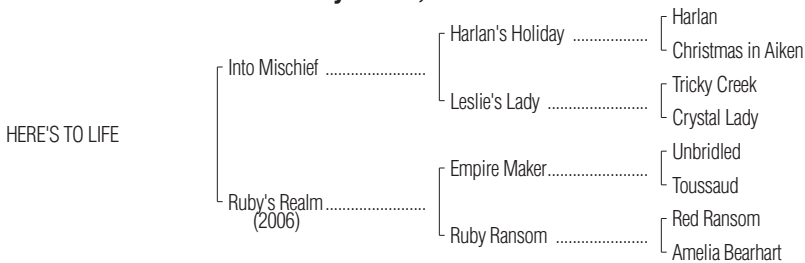 HERE'S TO LIFE
Into Mischief ........................
Ruby's Realm ........................
(2006)
Harlan's Holiday ..................
Leslie's Lady ........................
Empire Maker........................
Ruby Ransom ......................
Harlan
Christmas in Aiken
Tricky Creek
Crystal Lady
Unbridled
Toussaud
Red Ransom
Amelia Bearhart